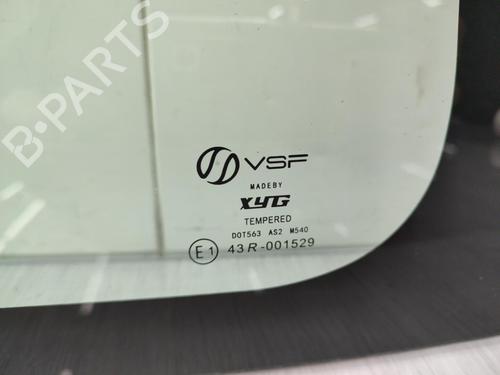 B-PARTS
VSF
MADEBY
XYG
TEMPERED
DOT563 AS2 M540
E1 43R-001529